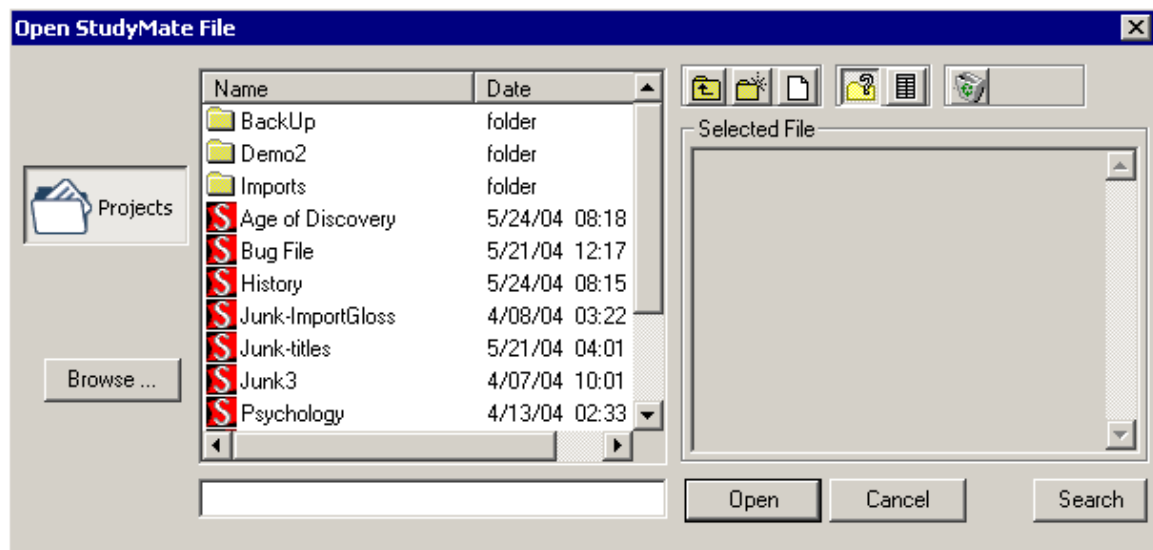 Open StudyMate File
Name Date
BackUp folder
Demo2 folder
Imports folder
Age of Discovery 5/24/04 08:18
Bug File 5/21/04 12:17
History 5/24/04 08:15
Junk-ImportGloss 4/08/04 03:22
Junk-titles 5/21/04 04:01
Junk3 4/07/04 10:01
Psychology 4/13/04 02:33
Projects
Browse ...
Selected File
Open Cancel Search